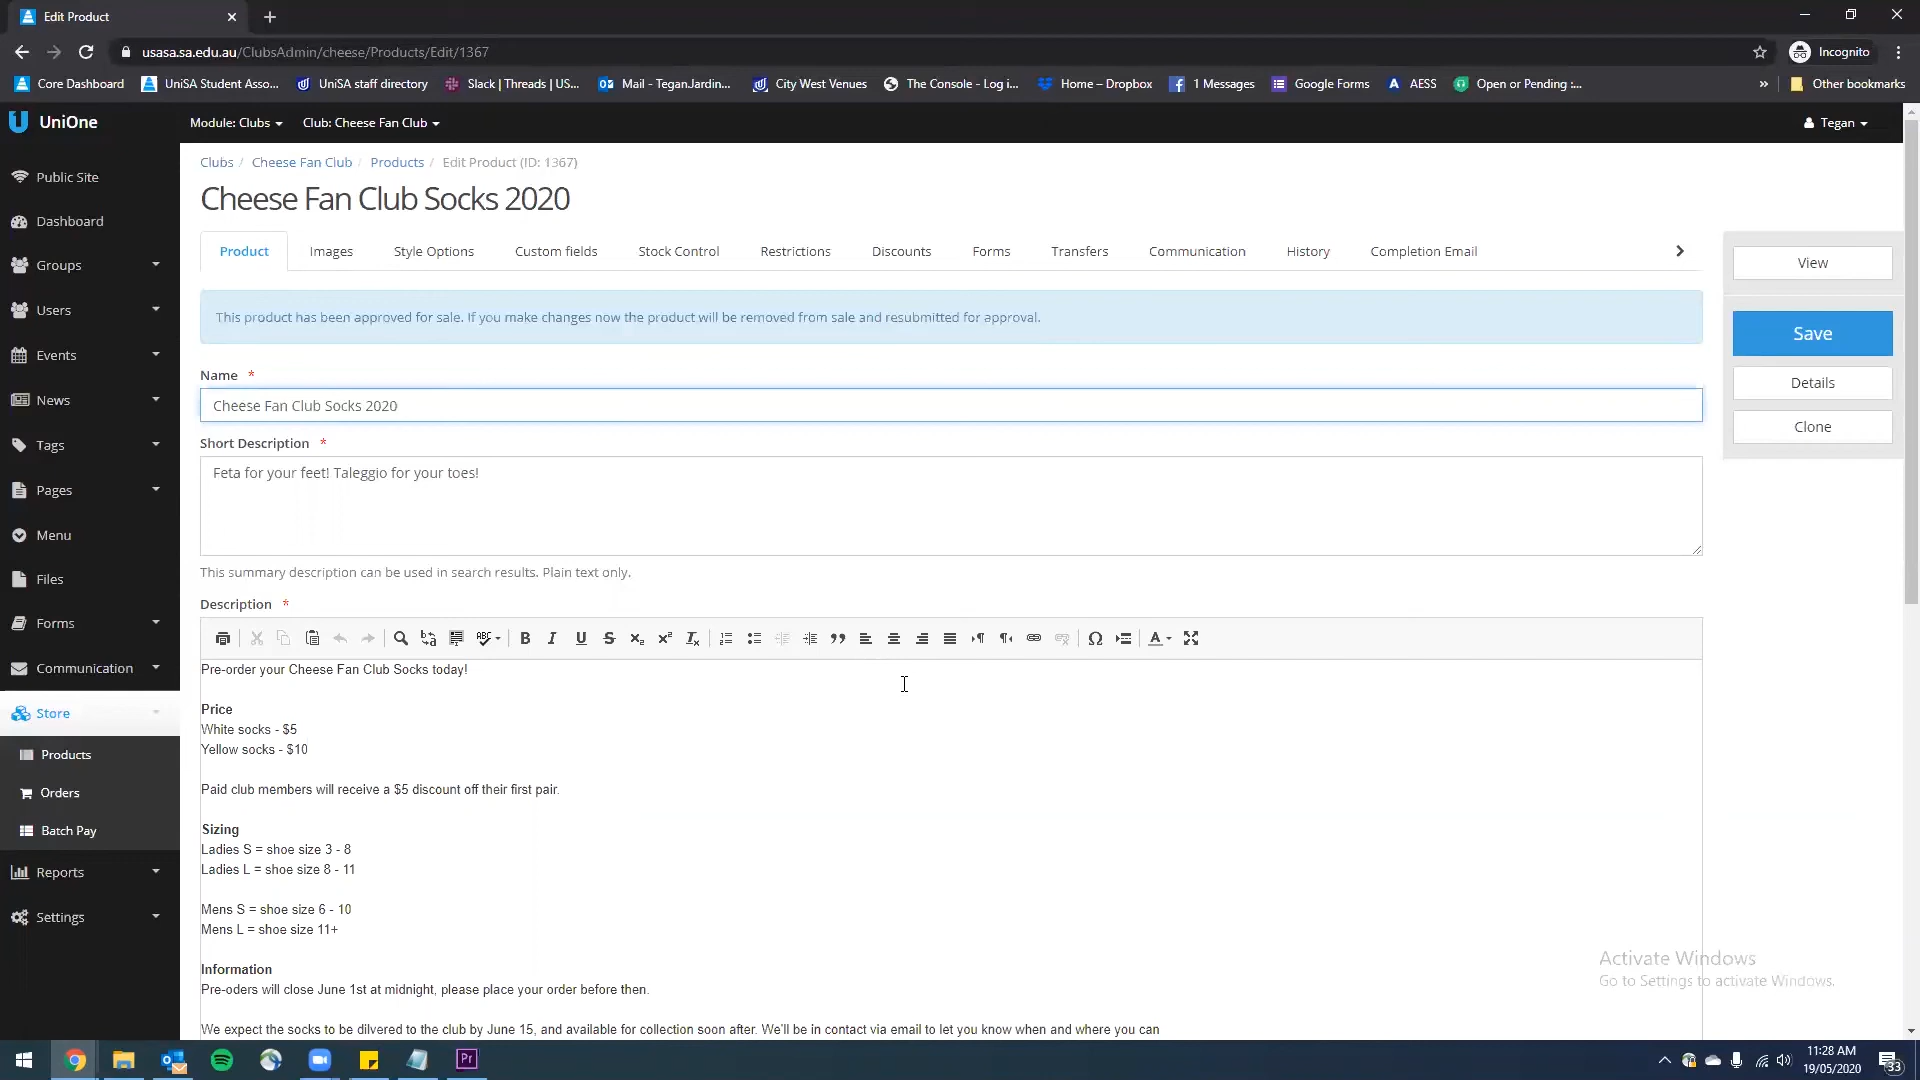 Edit Product
usasa.sa.edu.au/ClubsAdmin/cheese/Products/Edit/1367
Incognito
Core Dashboard
UniSA Student Asso...
UniSA staff directory
Slack | Threads | US...
Mail - TeganJardin...
City West Venues
The Console - Log i...
Home – Dropbox
1 Messages
Google Forms
AESS
Open or Pending :...
»
Other bookmarks
UniOne
Module: Clubs
Club: Cheese Fan Club
Tegan
Public Site
Dashboard
Groups
Users
Events
News
Tags
Pages
Menu
Files
Forms
Communication
Store
Products
Orders
Batch Pay
Reports
Settings
Clubs / Cheese Fan Club / Products / Edit Product (ID: 1367)
Cheese Fan Club Socks 2020
Product
Images
Style Options
Custom fields
Stock Control
Restrictions
Discounts
Forms
Transfers
Communication
History
Completion Email
View
Save
Details
Clone
This product has been approved for sale. If you make changes now the product will be removed from sale and resubmitted for approval.
Name *
Cheese Fan Club Socks 2020
Short Description *
Feta for your feet! Taleggio for your toes!
This summary description can be used in search results. Plain text only.
Description *
Pre-order your Cheese Fan Club Socks today!
Price
White socks - $5
Yellow socks - $10
Paid club members will receive a $5 discount off their first pair.
Sizing
Ladies S = shoe size 3 - 8
Ladies L = shoe size 8 - 11
Mens S = shoe size 6 - 10
Mens L = shoe size 11+
Information
Pre-oders will close June 1st at midnight, please place your order before then.
We expect the socks to be dilvered to the club by June 15, and available for collection soon after. We'll be in contact via email to let you know when and where you can
Activate Windows
Go to Settings to activate Windows.
Pr
11:28 AM
19/05/2020
33